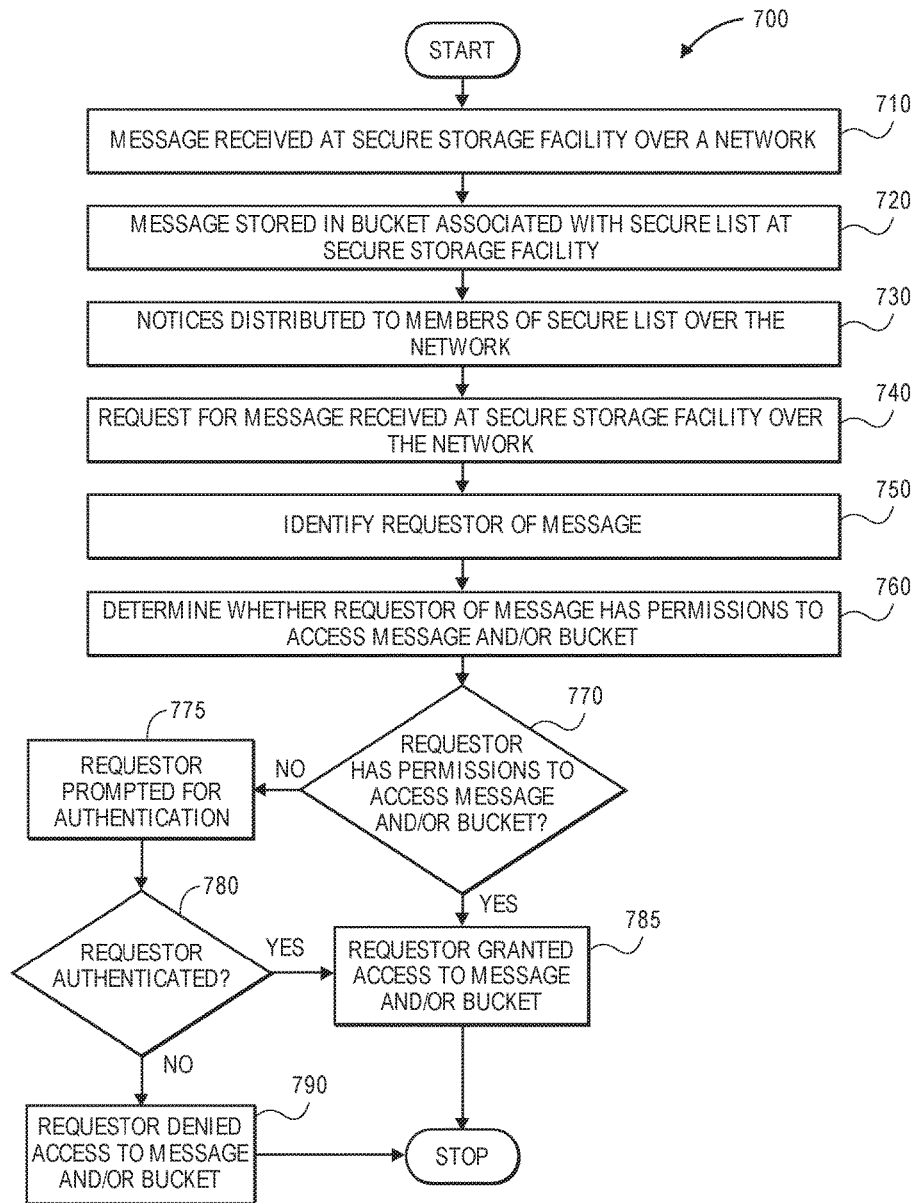 700
START
710
MESSAGE RECEIVED AT SECURE STORAGE FACILITY OVER A NETWORK
720
MESSAGE STORED IN BUCKET ASSOCIATED WITH SECURE LIST AT
SECURE STORAGE FACILITY
730
NOTICES DISTRIBUTED TO MEMBERS OF SECURE LIST OVER THE
NETWORK
740
REQUEST FOR MESSAGE RECEIVED AT SECURE STORAGE FACILITY OVER
THE NETWORK
750
IDENTIFY REQUESTOR OF MESSAGE
760
DETERMINE WHETHER REQUESTOR OF MESSAGE HAS PERMISSIONS TO
ACCESS MESSAGE AND/OR BUCKET
770
REQUESTOR
HAS PERMISSIONS TO
ACCESS MESSAGE
AND/OR BUCKET?
NO
775
REQUESTOR
PROMPTED FOR
AUTHENTICATION
780
REQUESTOR
AUTHENTICATED?
YES
YES
785
REQUESTOR GRANTED
ACCESS TO MESSAGE
AND/OR BUCKET
NO
790
REQUESTOR DENIED
ACCESS TO MESSAGE
AND/OR BUCKET
STOP